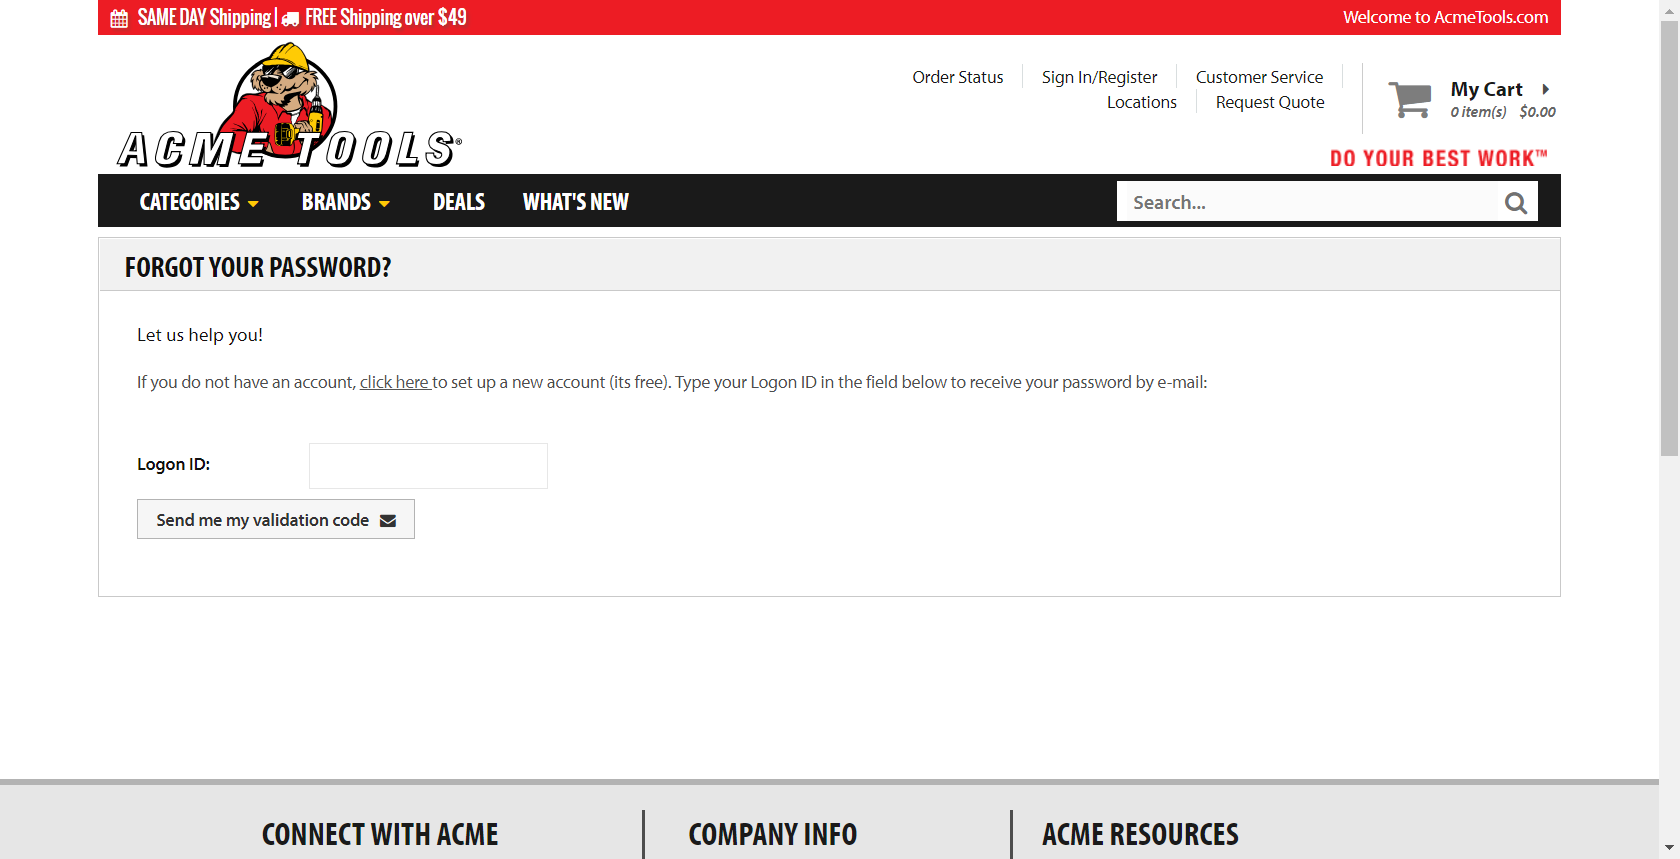 SAME DAY Shipping | FREE Shipping over $49
Welcome to AcmeTools.com
ACME TOOLS®
Order Status
Sign In/Register
Customer Service
Locations
Request Quote
My Cart
0 item(s) $0.00
DO YOUR BEST WORK™
CATEGORIES
BRANDS
DEALS
WHAT'S NEW
Search...
FORGOT YOUR PASSWORD?
Let us help you!
If you do not have an account, click here to set up a new account (its free). Type your Logon ID in the field below to receive your password by e-mail:
Logon ID:
Send me my validation code
CONNECT WITH ACME
COMPANY INFO
ACME RESOURCES